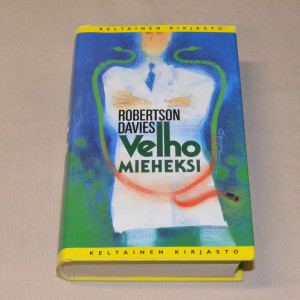 KELTAINEN KIRJASTO
ROBERTSON
DAVIES
Velho
MIEHEKSI
KELTAINEN KIRJASTO